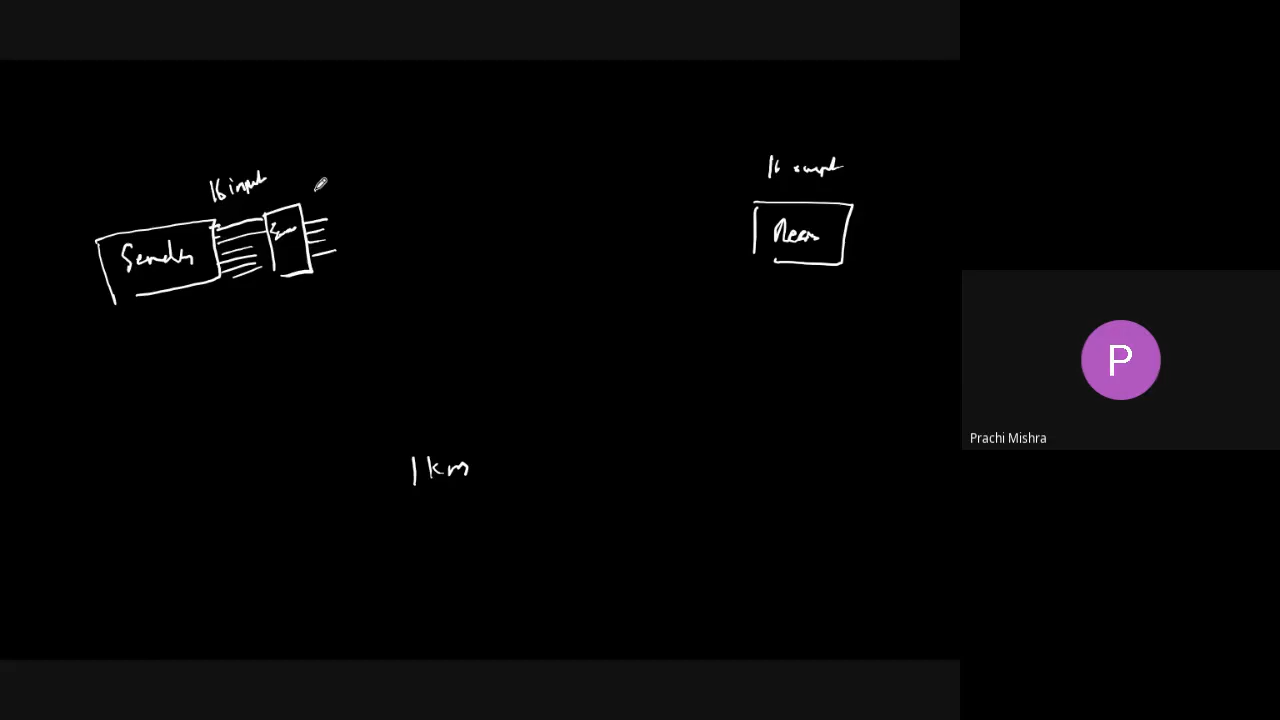 16 input
16 output
Sender
1 km
P
Prachi Mishra